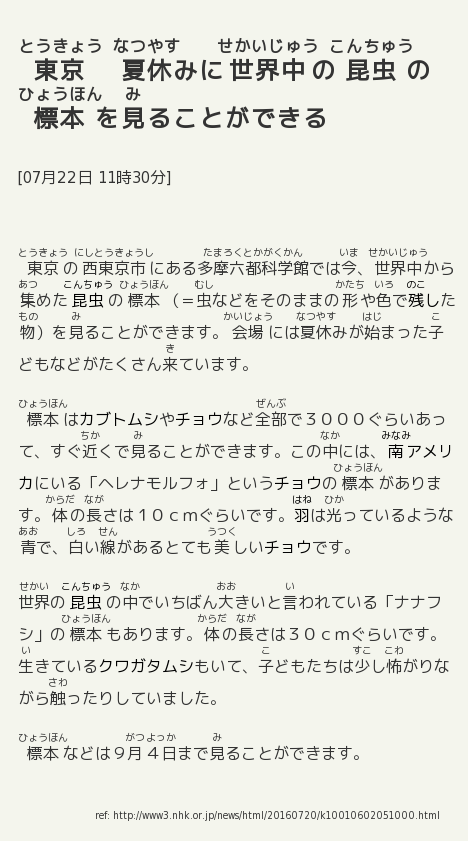 とうきょう なつやす せかいじゅう こんちゅう
東京 夏休みに世界中の昆虫の
ひょうほん み
標本を見ることができる
[07月22日 11時30分]
とうきょう にしとうきょうし たまろくとかがくかん いま せかいじゅう
東京の西東京市にある多摩六都科学館では今、世界中から
あつ こんちゅう ひょうほん むし かたち いろ のこ
集めた昆虫の標本（＝虫などをそのままの形や色で残した
もの み かいじょう なつやす はじ こ
物）を見ることができます。会場には夏休みが始まった子
き
どもなどがたくさん来ています。
ひょうほん ぜんぶ
標本はカブトムシやチョウなど全部で３０００ぐらいあっ
ちか み なか みなみ
て、すぐ近くで見ることができます。この中には、南アメリ
ひょうほん
カにいる「ヘレナモルフォ」というチョウの標本がありま
からだ なが はね ひか
す。体の長さは１０ｃｍぐらいです。羽は光っているような
あお しろ せん うつく
青で、白い線があるとても美しいチョウです。
せかい こんちゅう なか おお い
世界の昆虫の中でいちばん大きいと言われている「ナナフ
ひょうほん からだ なが
シ」の標本もあります。体の長さは３０ｃｍぐらいです。
い こ すこ こわ
生きているクワガタムシもいて、子どもたちは少し怖がりな
さわ
がら触ったりしていました。
ひょうほん がつよっか み
標本などは９月４日まで見ることができます。
ref: http://www3.nhk.or.jp/news/html/20160720/k10010602051000.html